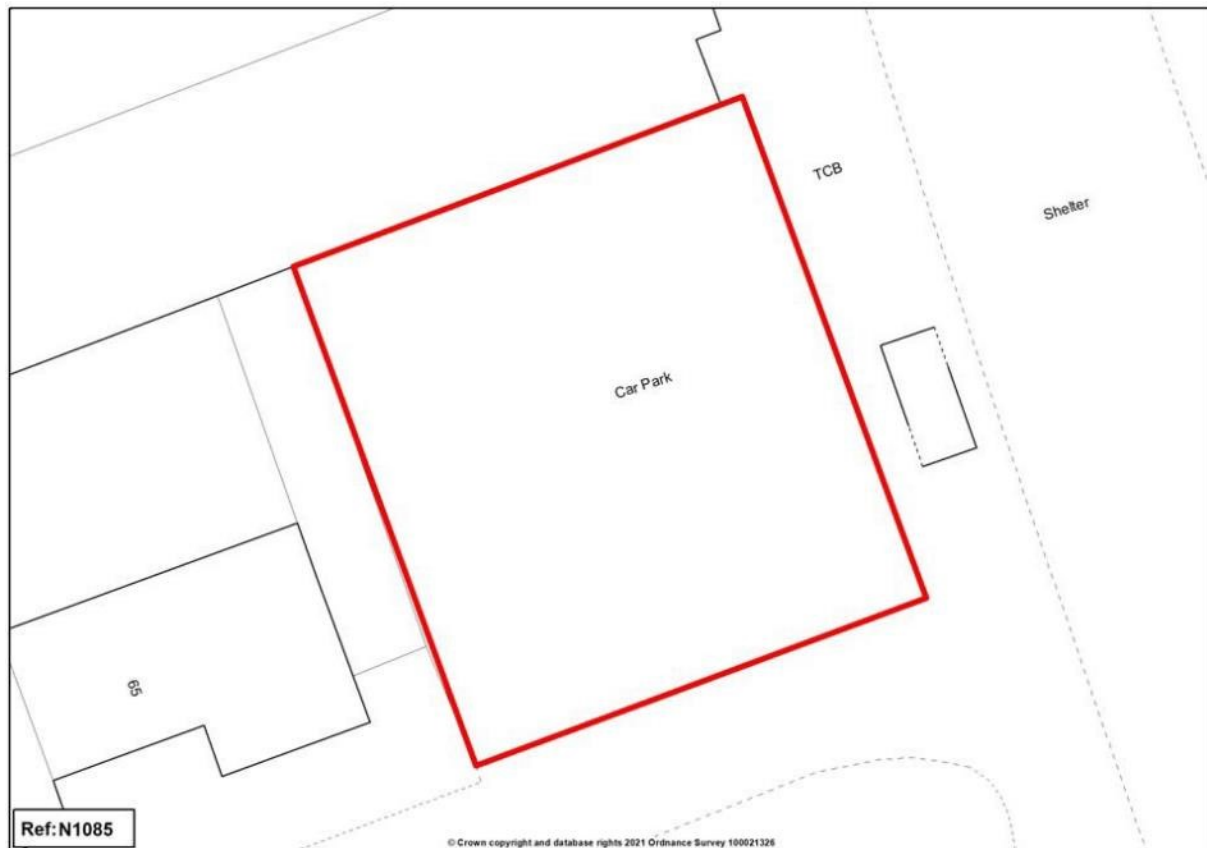 TCB
Shelter
Car Park
65
Ref: N1085
© Crown copyright and database rights 2021 Ordnance Survey 100021326